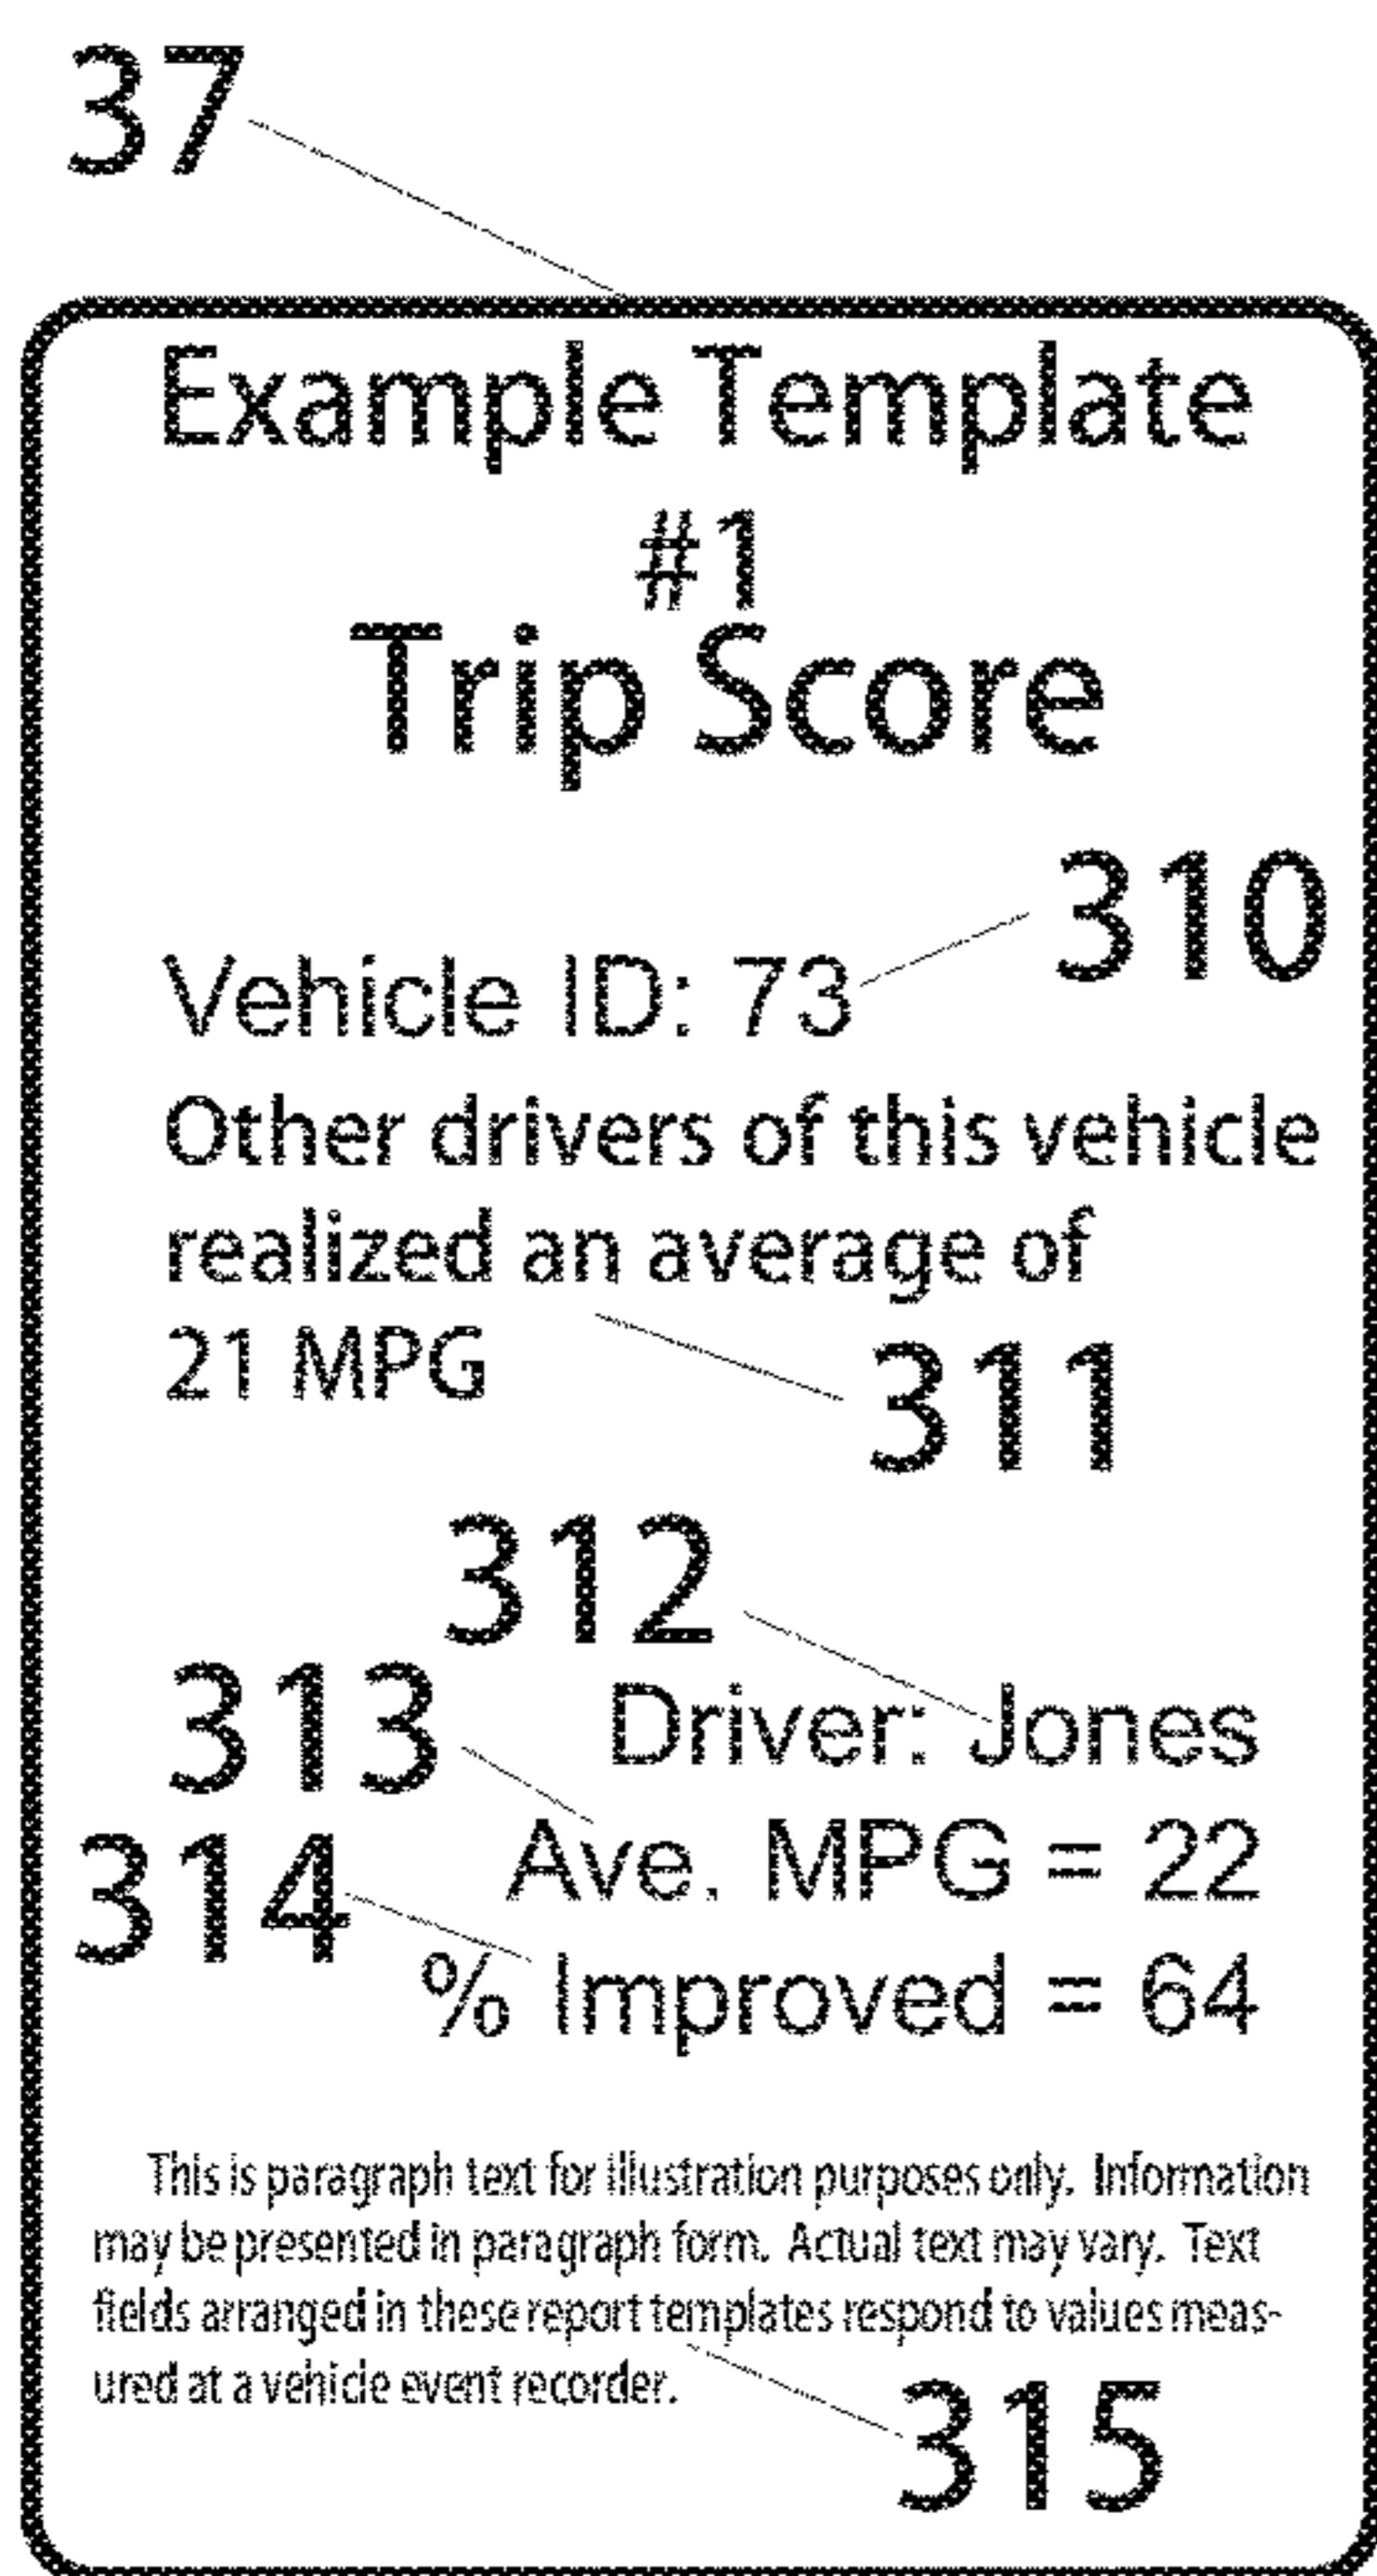 37
Example Template
#1
Trip Score
310
Vehicle ID: 73
Other drivers of this vehicle
realized an average of
21 MPG
311
312
313
Driver: Jones
314
Ave. MPG = 22
% Improved = 64
This is paragraph text for illustration purposes only. Information
may be presented in paragraph form. Actual text may vary. Text
fields arranged in these report templates respond to values meas-
ured at a vehicle event recorder.
315